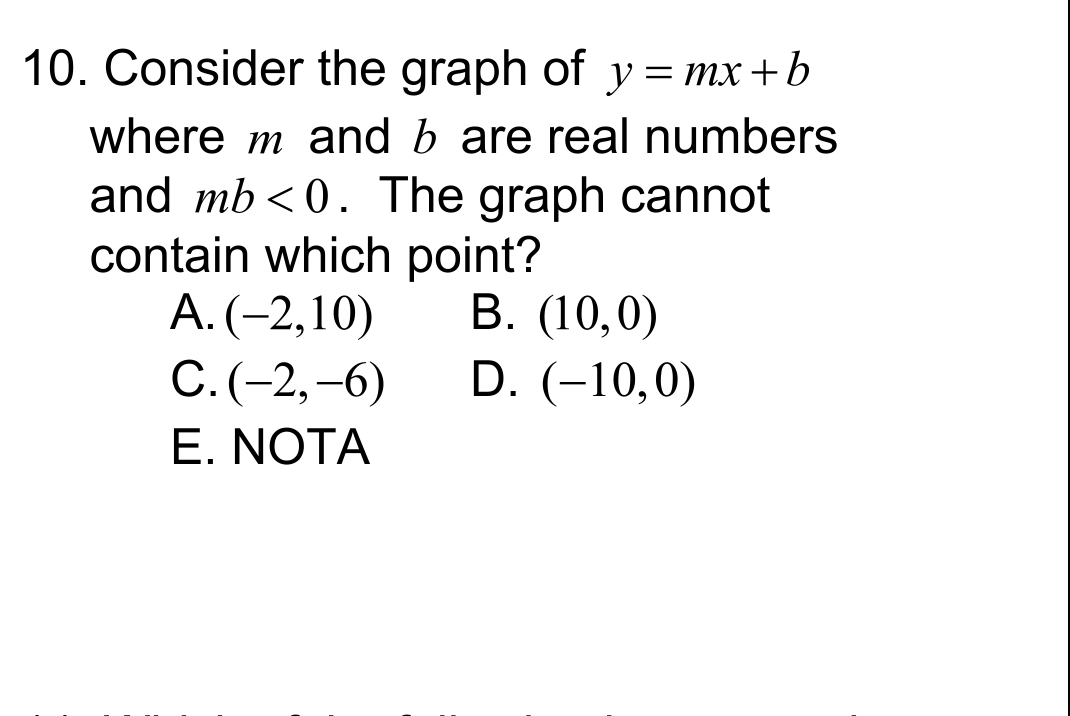 10. Consider the graph of y = mx + b
where m and b are real numbers
and mb < 0. The graph cannot
contain which point?
A. (–2,10) B. (10,0)
C. (–2,–6) D. (–10,0)
E. NOTA